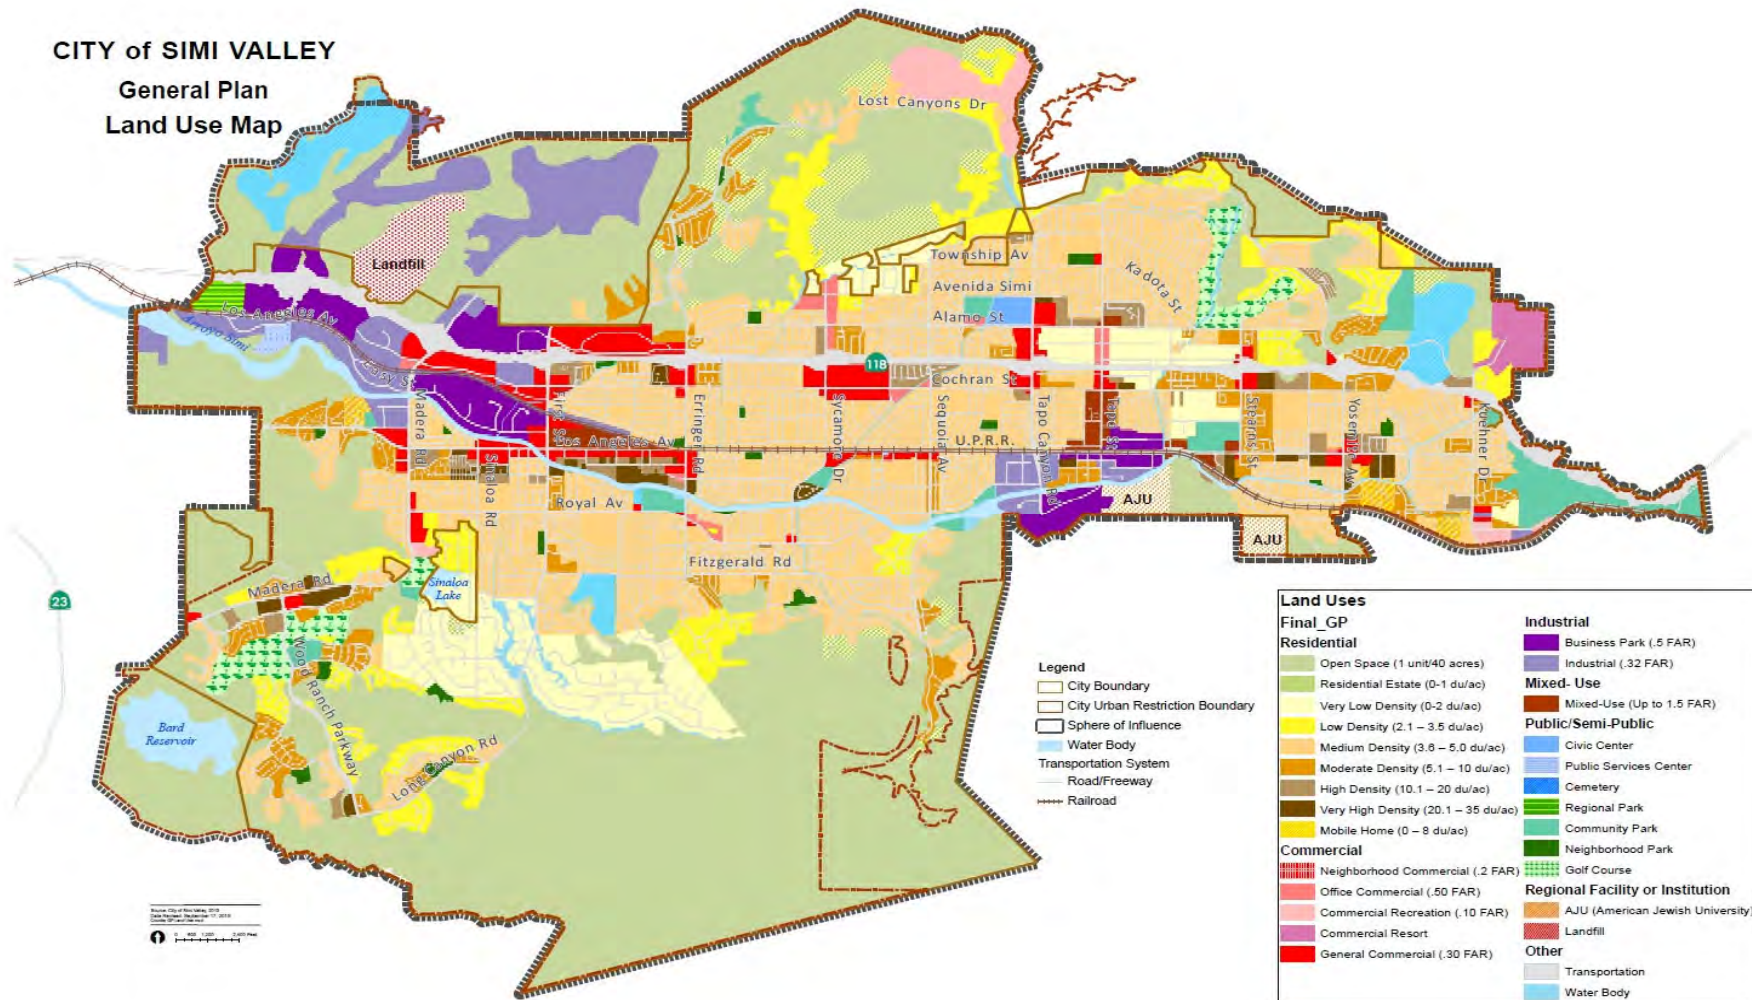 CITY of SIMI VALLEY
General Plan
Land Use Map
Lost Canyons Dr
Landfill
Township Av
Avenida Simi
Kadota St
Alamo St
Los Angeles Av
Arroyo Simi
Easy St
118
Cochran St
Madera Rd
First St
Erringer Rd
Sycamore Dr
Sequoia Av
Tapo Canyon Rd
Tapo St
Stearns St
Yosemite Av
Kuehner Dr
Los Angeles Av
U.P.R.R.
Sinaloa Rd
Royal Av
AJU
AJU
Fitzgerald Rd
Madera Rd
Sinaloa
Lake
23
Wood Ranch Parkway
Bard
Reservoir
Long Canyon Rd
Legend
City Boundary
City Urban Restriction Boundary
Sphere of Influence
Water Body
Transportation System
Road/Freeway
Railroad
Land Uses
Final_GP
Residential
Open Space (1 unit/40 acres)
Residential Estate (0-1 du/ac)
Very Low Density (0-2 du/ac)
Low Density (2.1 – 3.5 du/ac)
Medium Density (3.6 – 5.0 du/ac)
Moderate Density (5.1 – 10 du/ac)
High Density (10.1 – 20 du/ac)
Very High Density (20.1 – 35 du/ac)
Mobile Home (0 – 8 du/ac)
Commercial
Neighborhood Commercial (.2 FAR)
Office Commercial (.50 FAR)
Commercial Recreation (.10 FAR)
Commercial Resort
General Commercial (.30 FAR)
Industrial
Business Park (.5 FAR)
Industrial (.32 FAR)
Mixed- Use
Mixed-Use (Up to 1.5 FAR)
Public/Semi-Public
Civic Center
Public Services Center
Cemetery
Regional Park
Community Park
Neighborhood Park
Golf Course
Regional Facility or Institution
AJU (American Jewish University)
Landfill
Other
Transportation
Water Body